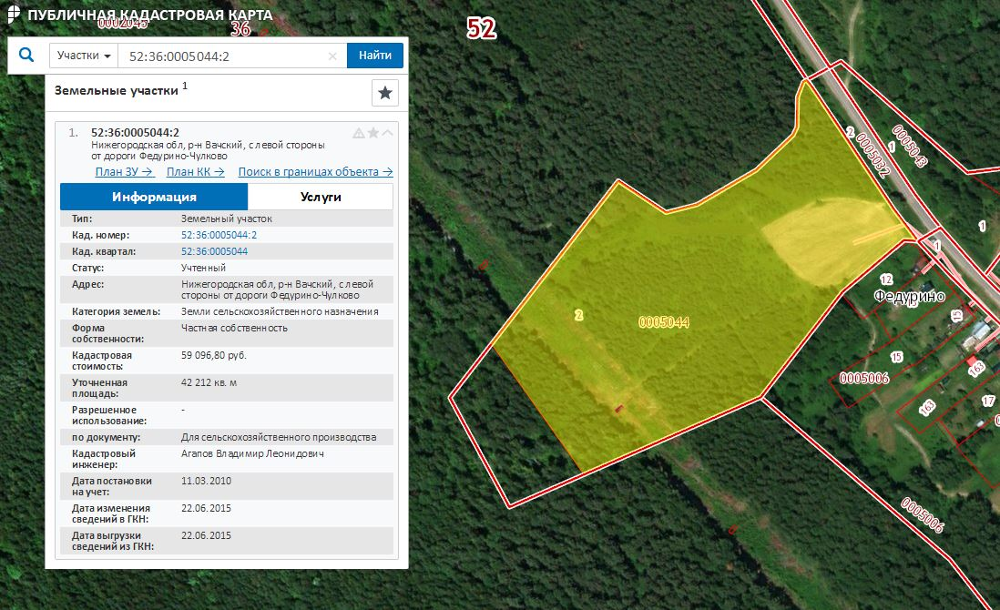 ПУБЛИЧНАЯ КАДАСТРОВАЯ КАРТА
36
52
Участки
52:36:0005044:2
Найти
Земельные участки 1
1. 52:36:0005044:2
Нижегородская обл, р-н Вачский, с левой стороны
от дороги Федурино-Чулково
План ЗУ →
План КК →
Поиск в границах объекта →
Информация
Услуги
Тип: Земельный участок
Кад. номер: 52:36:0005044:2
Кад. квартал: 52:36:0005044
Статус: Учтенный
Адрес: Нижегородская обл, р-н Вачский, с левой
стороны от дороги Федурино-Чулково
Категория земель: Земли сельскохозяйственного назначения
Форма
собственности: Частная собственность
Кадастровая
стоимость: 59 096,80 руб.
Уточненная
площадь: 42 212 кв. м
Разрешенное
использование: -
по документу: Для сельскохозяйственного производства
Кадастровый
инженер: Агапов Владимир Леонидович
Дата постановки
на учет: 11.03.2010
Дата изменения
сведений в ГКН: 22.06.2015
Дата выгрузки
сведений из ГКН: 22.06.2015
2
0005032
1
0005043
1
1
12
Федурино
15
15
2
0005044
0005006
163
163
17
0005006